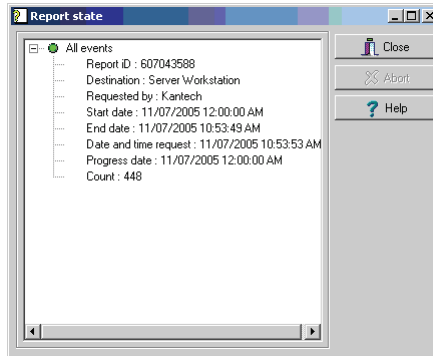 Report state
All events
Report iD : 607043588
Destination : Server Workstation
Requested by : Kantech
Start date : 11/07/2005 12:00:00 AM
End date : 11/07/2005 10:53:49 AM
Date and time request : 11/07/2005 10:53:53 AM
Progress date : 11/07/2005 12:00:00 AM
Count : 448
Close
Abort
Help